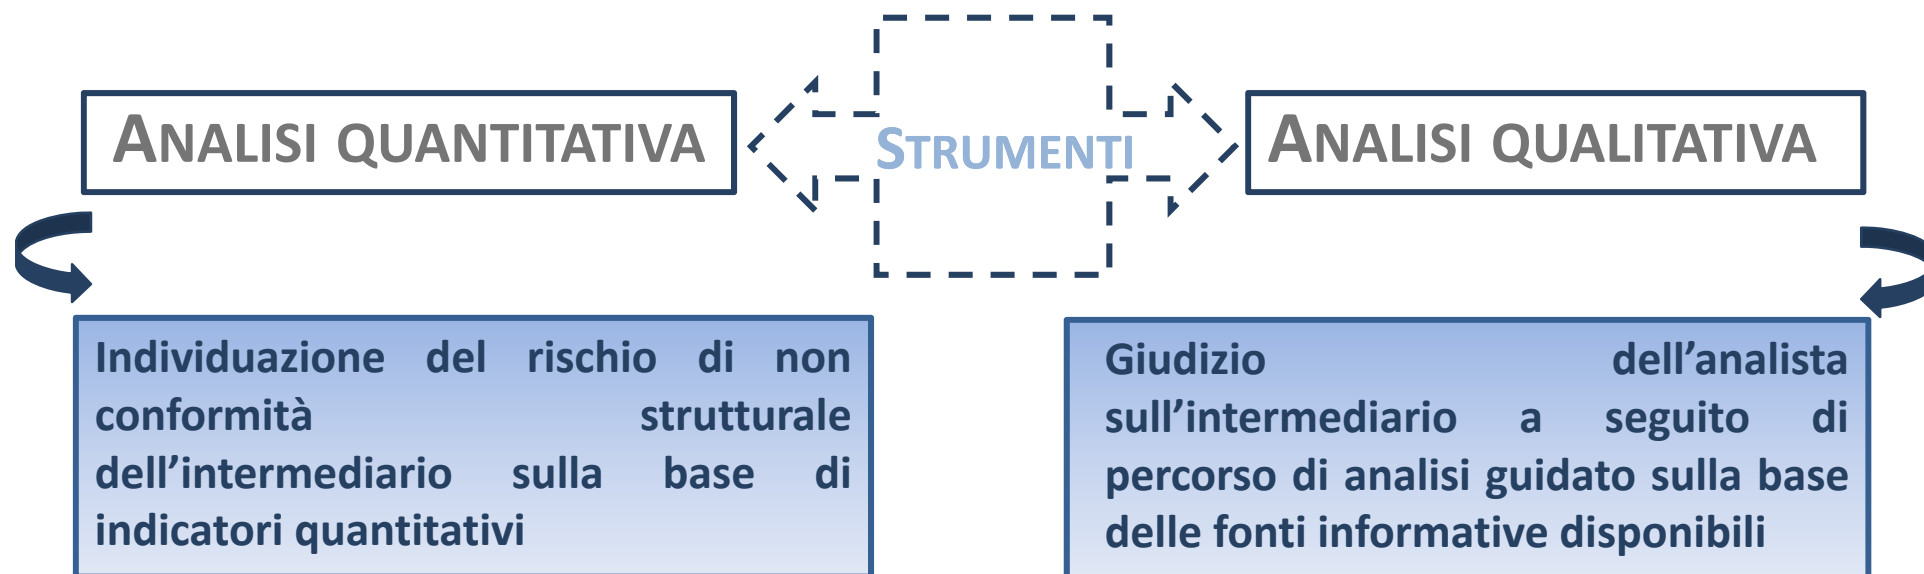 ANALISI QUANTITATIVA
STRUMENTI
ANALISI QUALITATIVA
Individuazione del rischio di non
conformità strutturale
dell’intermediario sulla base di
indicatori quantitativi
Giudizio dell’analista
sull’intermediario a seguito di
percorso di analisi guidato sulla base
delle fonti informative disponibili